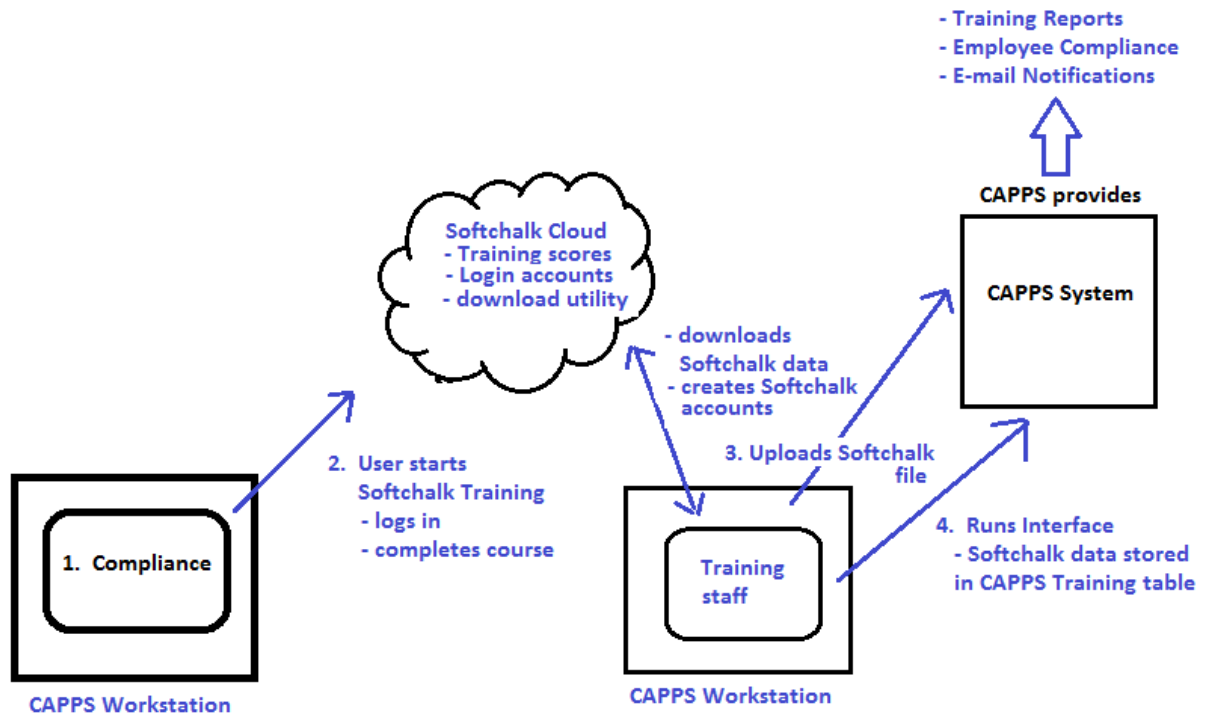 - Training Reports
- Employee Compliance
- E-mail Notifications
CAPPS provides
CAPPS System
Softchalk Cloud
- Training scores
- Login accounts
- download utility
- downloads
Softchalk data
- creates Softchalk
accounts
2. User starts
Softchalk Training
- logs in
- completes course
1. Compliance
CAPPS Workstation
3. Uploads Softchalk
file
Training
staff
CAPPS Workstation
4. Runs Interface
- Softchalk data stored
in CAPPS Training table